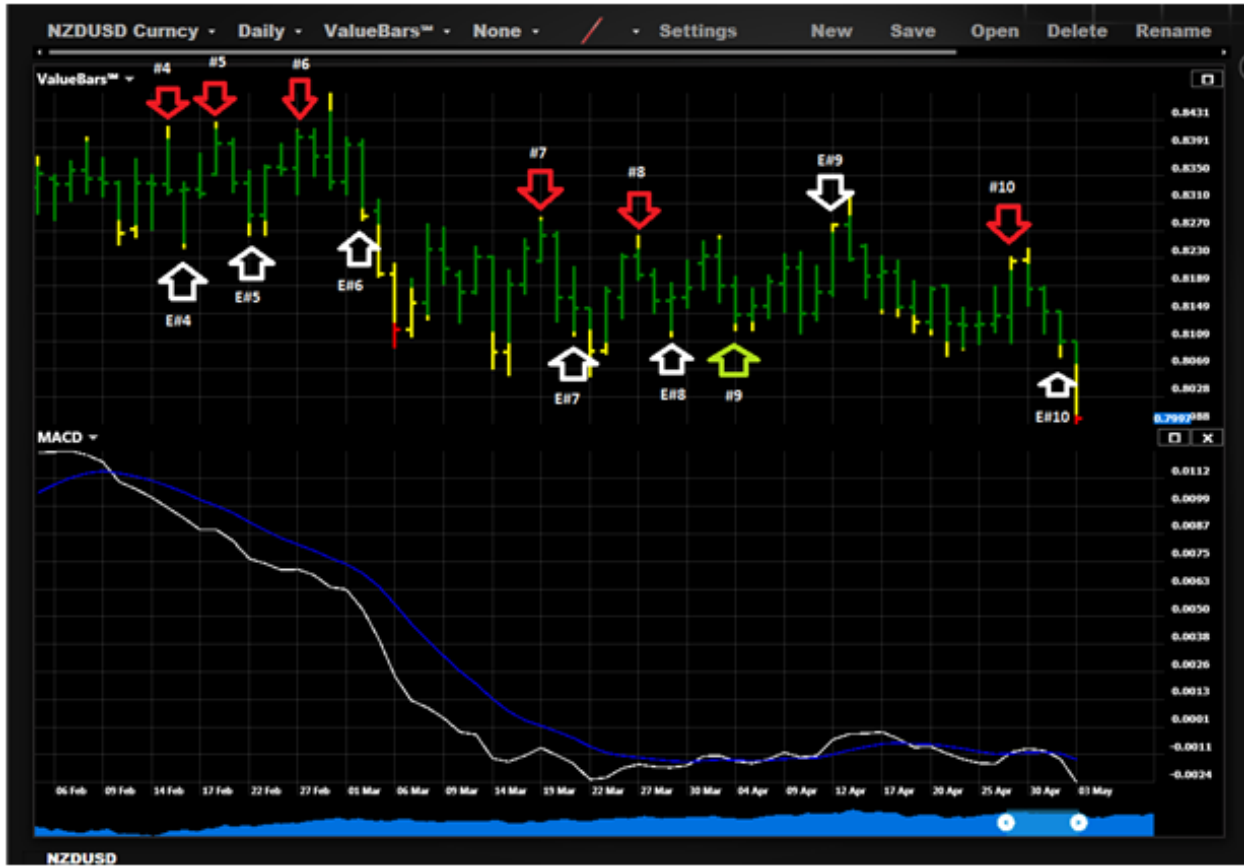 NZDUSD Curncy Daily ValueBars℠ None Settings New Save Open Delete Rename
ValueBars℠
#4
#5
#6
#7
#8
E#9
#10
E#4
E#5
E#6
E#7
E#8
#9
E#10
0.8431
0.8391
0.8350
0.8310
0.8270
0.8230
0.8189
0.8149
0.8109
0.8069
0.8028
0.7997
MACD
0.0112
0.0099
0.0087
0.0075
0.0063
0.0050
0.0038
0.0026
0.0013
0.0001
-0.0011
-0.0024
06 Feb 09 Feb 14 Feb 17 Feb 22 Feb 27 Feb 01 Mar 06 Mar 09 Mar 14 Mar 19 Mar 22 Mar 27 Mar 30 Mar 04 Apr 09 Apr 12 Apr 17 Apr 20 Apr 25 Apr 30 Apr 03 May
NZDUSD